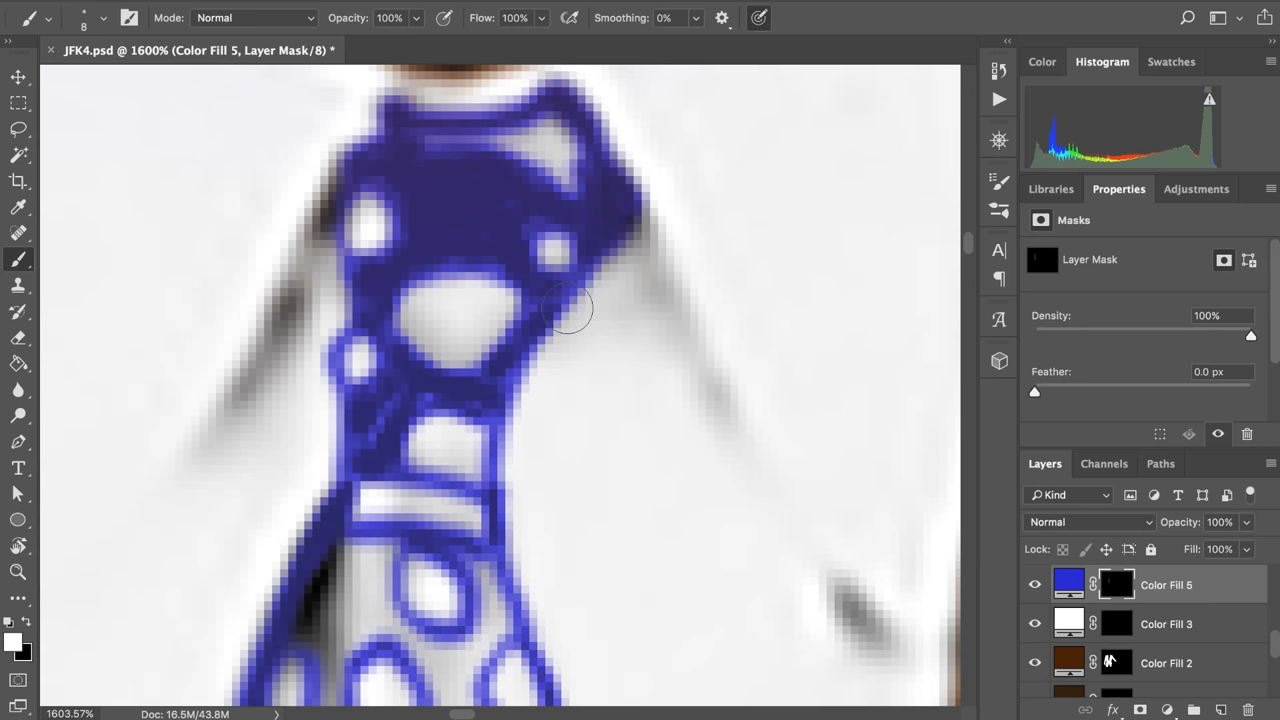 8 Mode: Normal Opacity: 100% Flow: 100% Smoothing: 0%
JFK4.psd @ 1600% (Color Fill 5, Layer Mask/8) *
Color Histogram Swatches
Libraries Properties Adjustments
Masks
Layer Mask
Density: 100%
Feather: 0.0 px
Layers Channels Paths
Kind
Normal Opacity: 100%
Lock: Fill: 100%
Color Fill 5
Color Fill 3
Color Fill 2
1603.57% Doc: 16.5M/43.8M